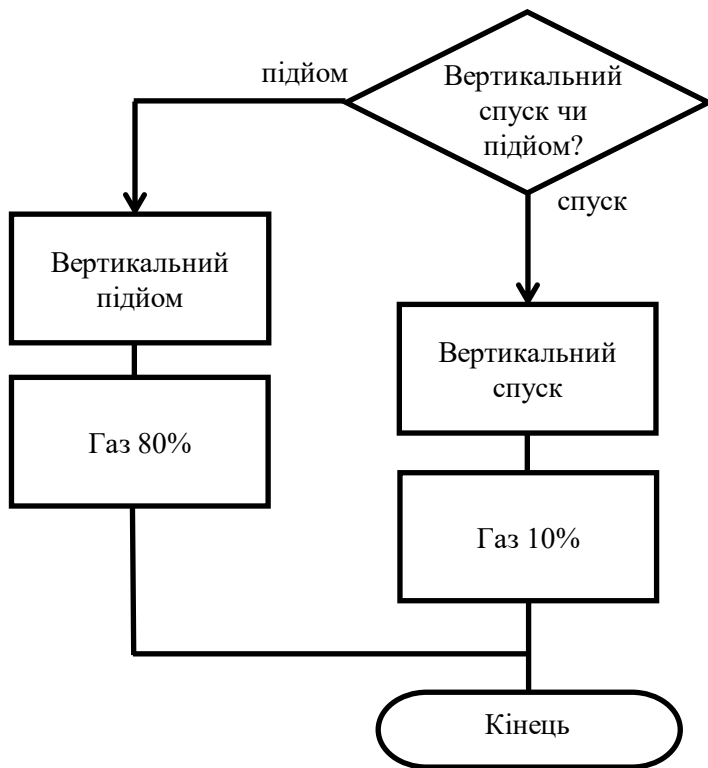 підйом
Вертикальний
спуск чи
підйом?
спуск
Вертикальний
підйом
Вертикальний
спуск
Газ 80%
Газ 10%
Кінець